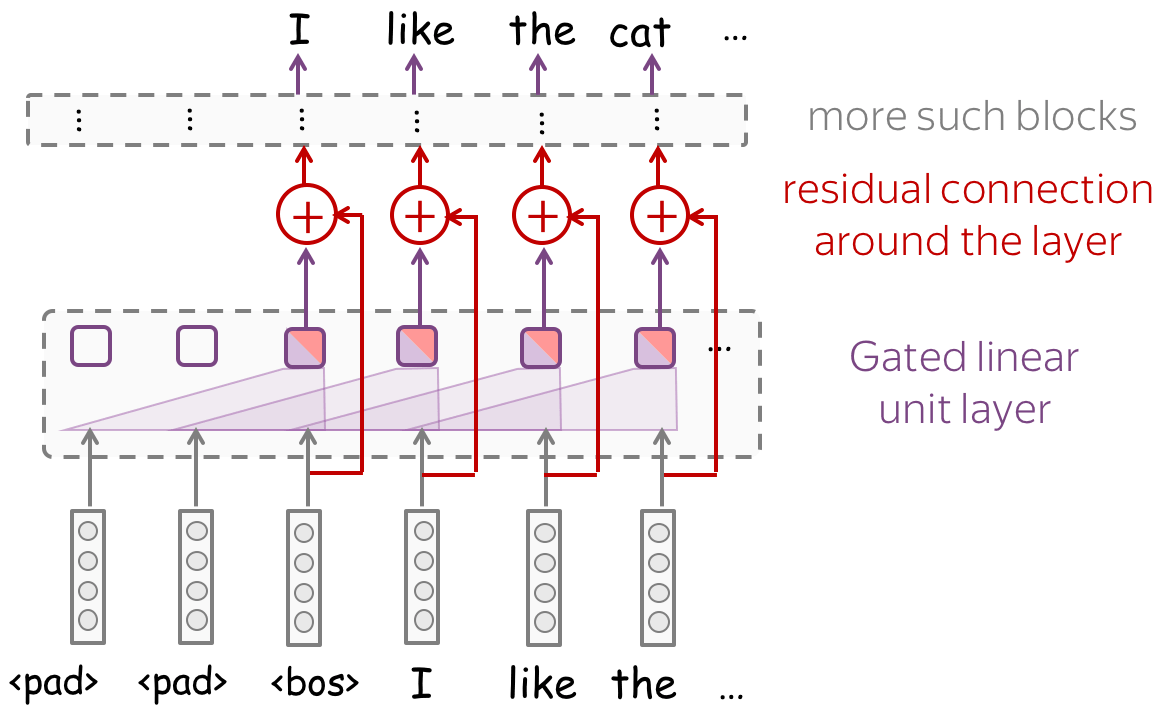 I like the cat ...
more such blocks
residual connection
around the layer
+ + + +
...
Gated linear
unit layer
<pad> <pad> <bos> I like the ...